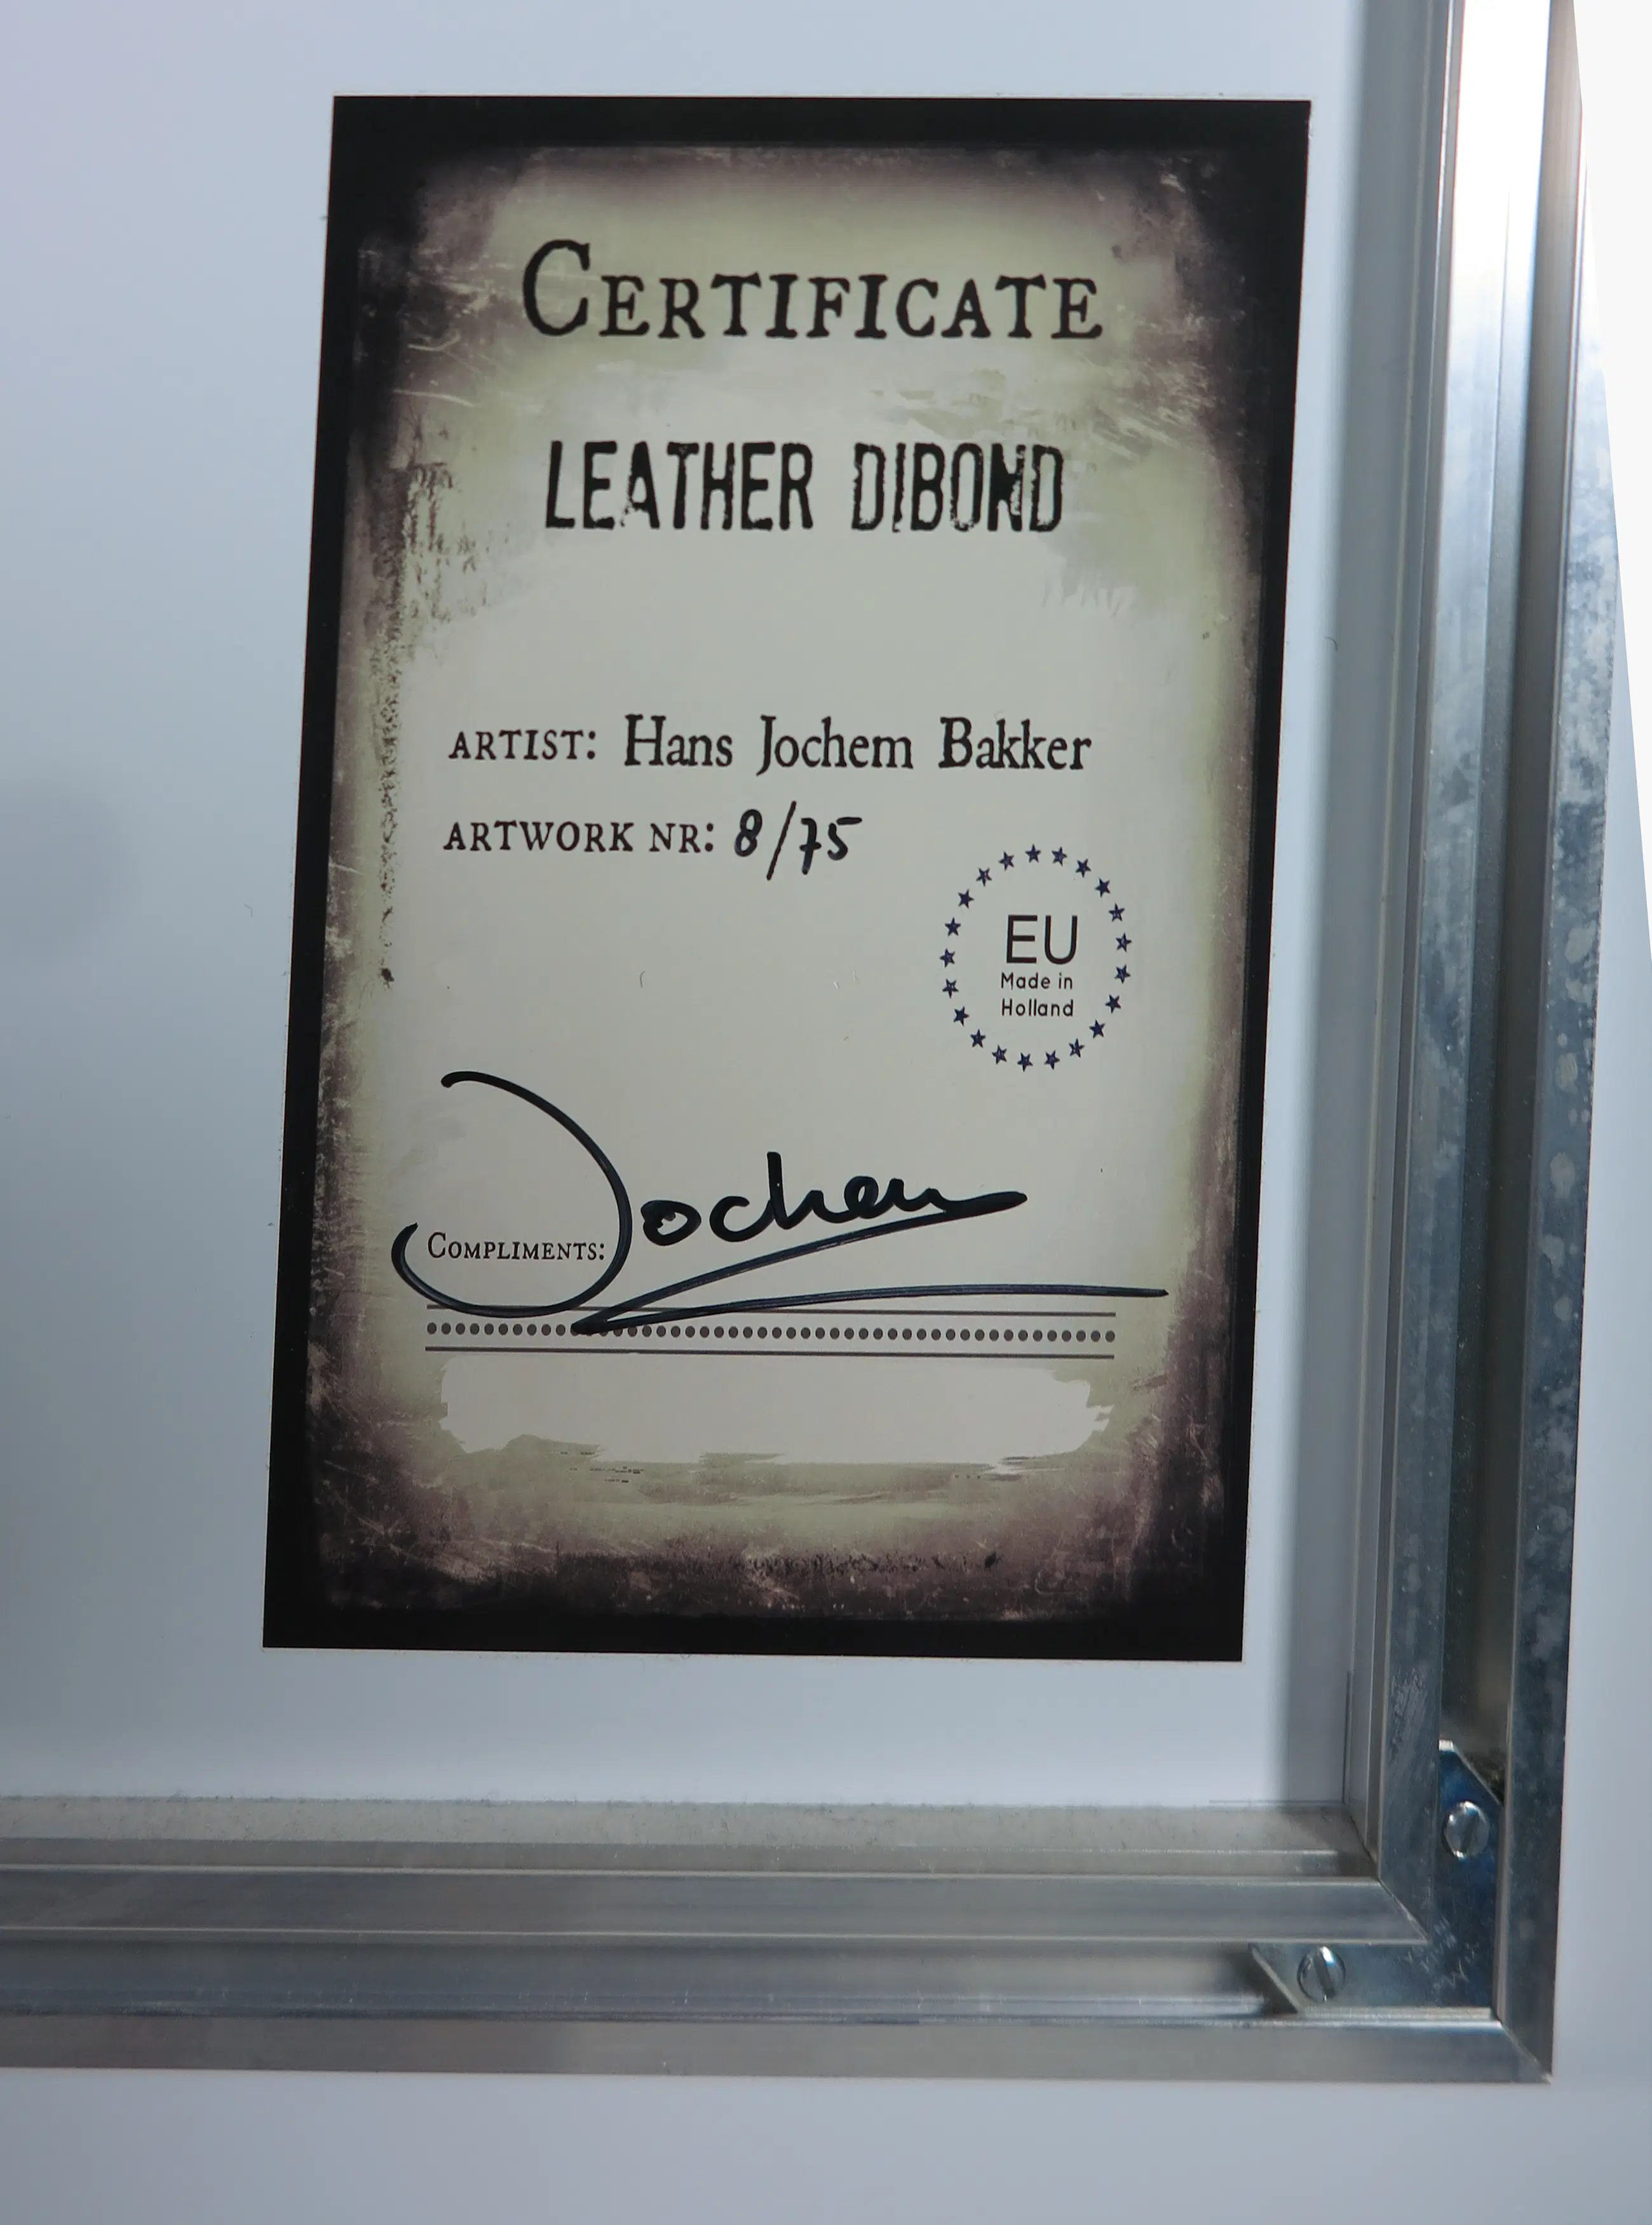 CERTIFICATE
LEATHER DIBOND
ARTIST: Hans Jochem Bakker
ARTWORK NR: 8/75
EU
Made in
Holland
Jochem
COMPLIMENTS: